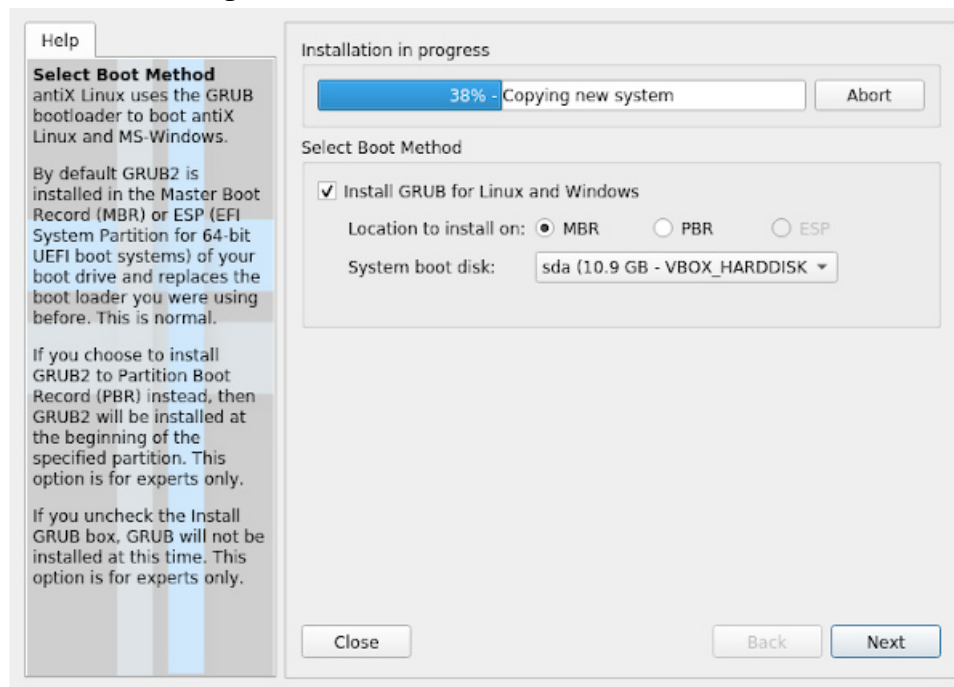 Help
Select Boot Method
antiX Linux uses the GRUB
bootloader to boot antiX
Linux and MS-Windows.
By default GRUB2 is
installed in the Master Boot
Record (MBR) or ESP (EFI
System Partition for 64-bit
UEFI boot systems) of your
boot drive and replaces the
boot loader you were using
before. This is normal.
If you choose to install
GRUB2 to Partition Boot
Record (PBR) instead, then
GRUB2 will be installed at
the beginning of the
specified partition. This
option is for experts only.
If you uncheck the Install
GRUB box, GRUB will not be
installed at this time. This
option is for experts only.
Installation in progress
38% - Copying new system
Abort
Select Boot Method
Install GRUB for Linux and Windows
Location to install on: MBR PBR ESP
System boot disk: sda (10.9 GB - VBOX_HARDDISK
Close Back Next